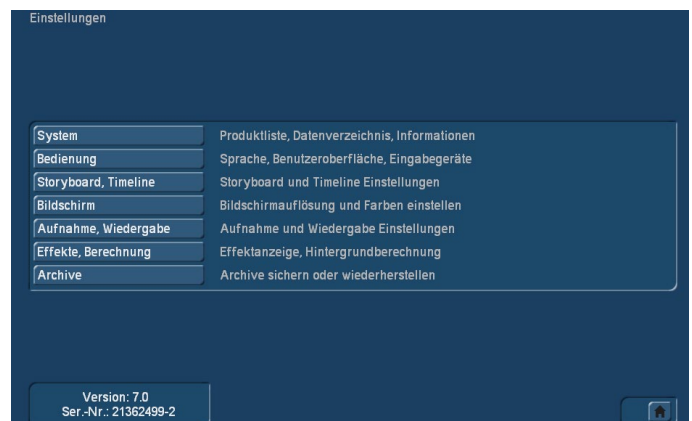 Einstellungen
System Produktliste, Datenverzeichnis, Informationen
Bedienung Sprache, Benutzeroberfläche, Eingabegeräte
Storyboard, Timeline Storyboard und Timeline Einstellungen
Bildschirm Bildschirmauflösung und Farben einstellen
Aufnahme, Wiedergabe Aufnahme und Wiedergabe Einstellungen
Effekte, Berechnung Effektanzeige, Hintergrundberechnung
Archive Archive sichern oder wiederherstellen
Version: 7.0
Ser.-Nr.: 21362499-2